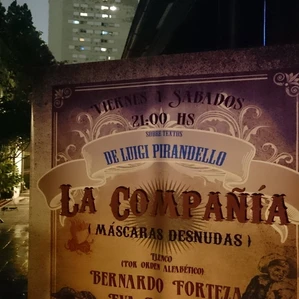 VIERNES Y SÁBADOS
21:00 HS
SOBRE TEXTOS
DE LUIGI PIRANDELLO
LA COMPAÑÍA
( MÁSCARAS DESNUDAS )
ELENCO
(POR ORDEN ALFABÉTICO)
BERNARDO FORTEZA